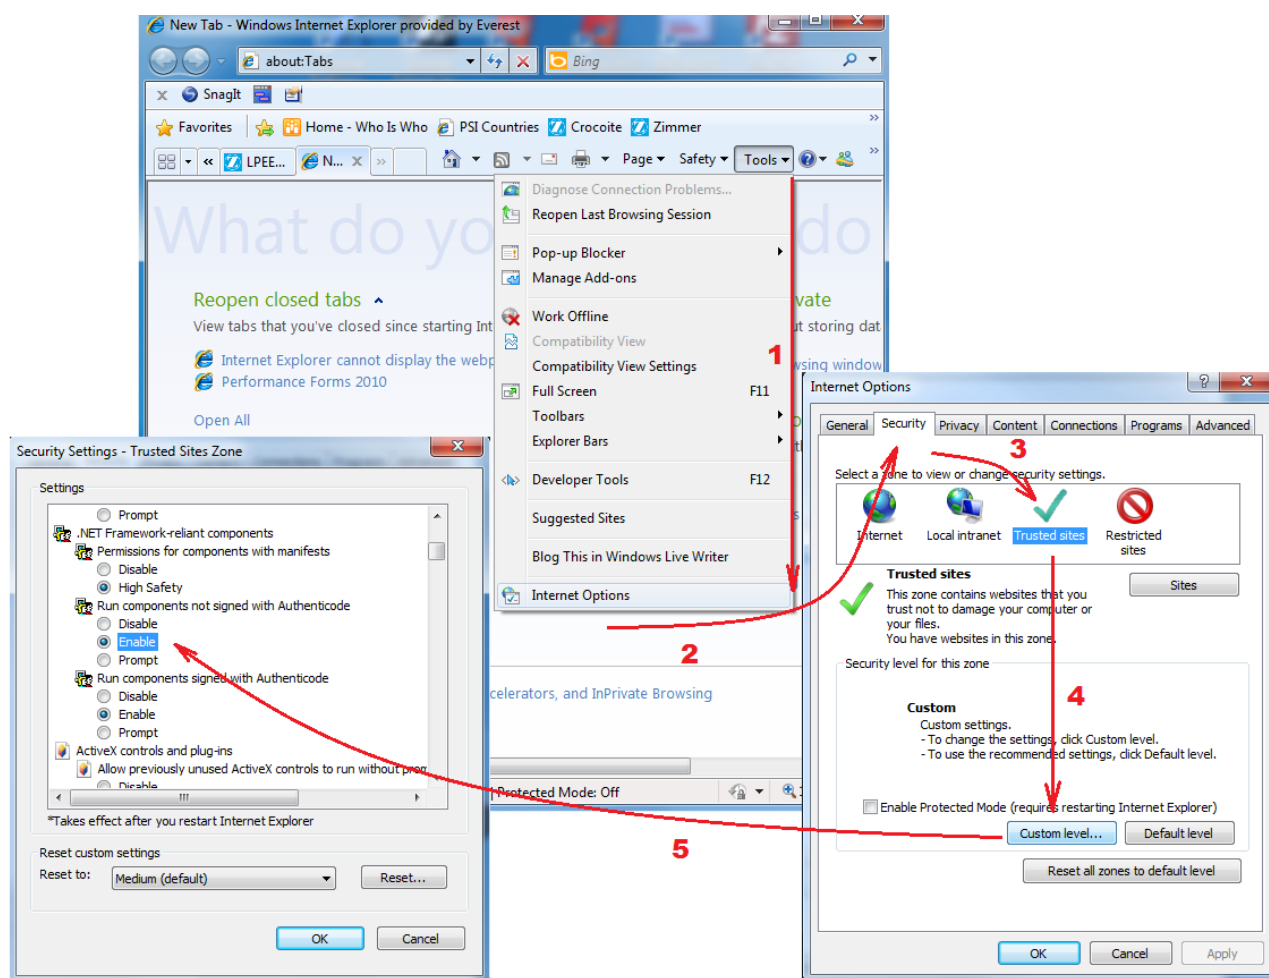 New Tab - Windows Internet Explorer provided by Everest
about:Tabs
Bing
x SnagIt
Favorites Home - Who Is Who PSI Countries Crocoite Zimmer
LPEE... N... x Page Safety Tools
What do yo do
Diagnose Connection Problems...
Reopen Last Browsing Session
Pop-up Blocker
Manage Add-ons
Work Offline
Compatibility View
Compatibility View Settings
Full Screen F11
Toolbars
Explorer Bars
Developer Tools F12
Suggested Sites
Blog This in Windows Live Writer
Internet Options
Reopen closed tabs
View tabs that you've closed since starting Int
Internet Explorer cannot display the webp
Performance Forms 2010
Open All
vate
ut storing dat
wsing window
celerators, and InPrivate Browsing
Protected Mode: Off
1
2
3
4
5
Internet Options
General Security Privacy Content Connections Programs Advanced
Select a zone to view or change security settings.
Internet Local intranet Trusted sites Restricted
sites
Trusted sites
This zone contains websites that you
trust not to damage your computer or
your files.
You have websites in this zone.
Sites
Security level for this zone
Custom
Custom settings.
- To change the settings, click Custom level.
- To use the recommended settings, click Default level.
Enable Protected Mode (requires restarting Internet Explorer)
Custom level... Default level
Reset all zones to default level
OK Cancel Apply
Security Settings - Trusted Sites Zone
Settings
Prompt
.NET Framework-reliant components
Permissions for components with manifests
Disable
High Safety
Run components not signed with Authenticode
Disable
Enable
Prompt
Run components signed with Authenticode
Disable
Enable
Prompt
ActiveX controls and plug-ins
Allow previously unused ActiveX controls to run without prom
Disable
*Takes effect after you restart Internet Explorer
Reset custom settings
Reset to: Medium (default) Reset...
OK Cancel